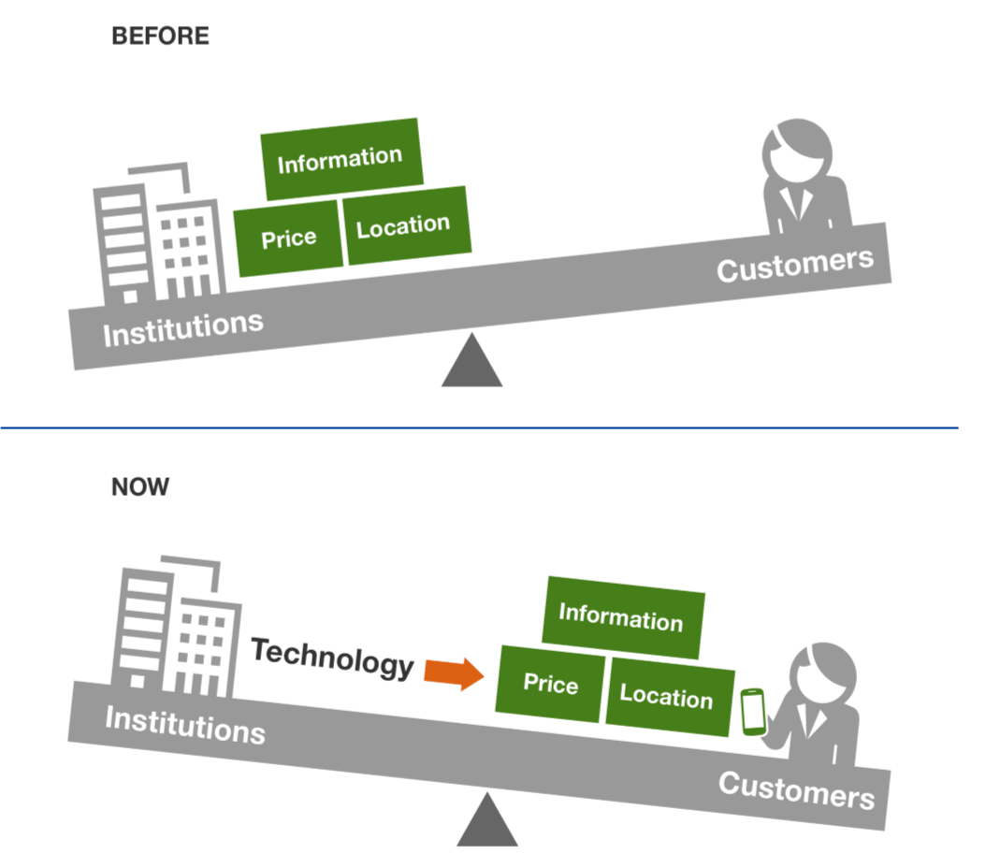 BEFORE
Information
Price
Location
Customers
Institutions
NOW
Information
Technology
Price
Location
Institutions
Customers